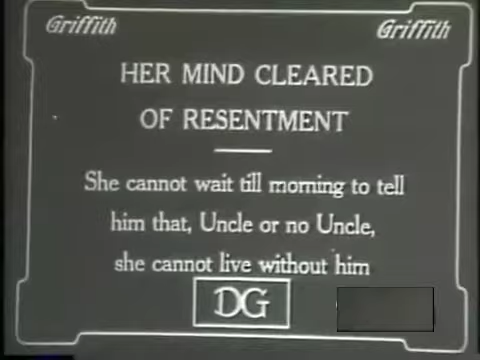 Griffith Griffith
HER MIND CLEARED
OF RESENTMENT
She cannot wait till morning to tell
him that, Uncle or no Uncle,
she cannot live without him
DG